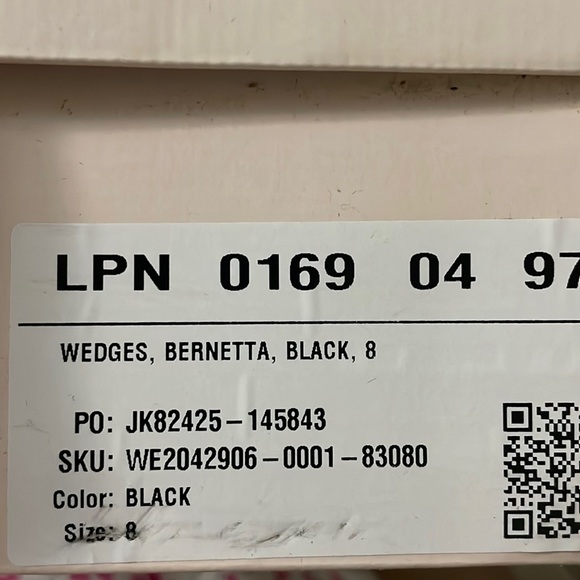 LPN 0169 04 97
WEDGES, BERNETTA, BLACK, 8
PO: JK82425-145843
SKU: WE2042906-0001-83080
Color: BLACK
Size: 8